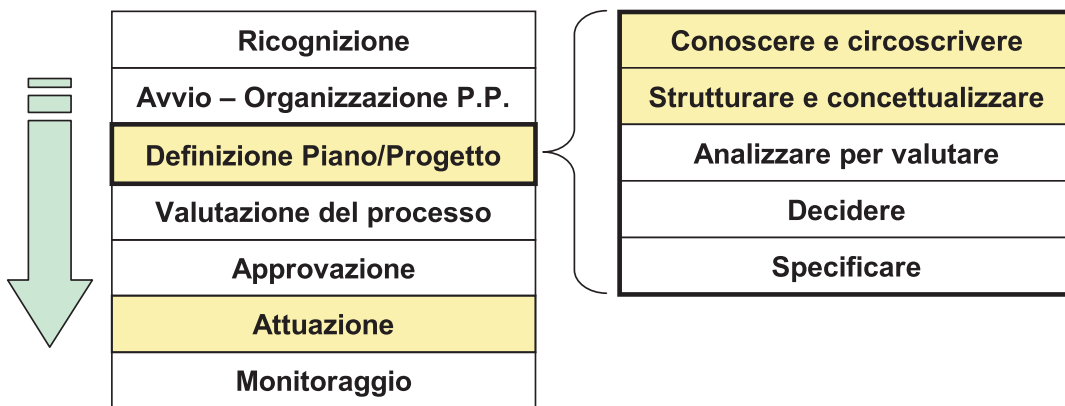 Ricognizione
Avvio – Organizzazione P.P.
Definizione Piano/Progetto
Valutazione del processo
Approvazione
Attuazione
Monitoraggio
Conoscere e circoscrivere
Strutturare e concettualizzare
Analizzare per valutare
Decidere
Specificare